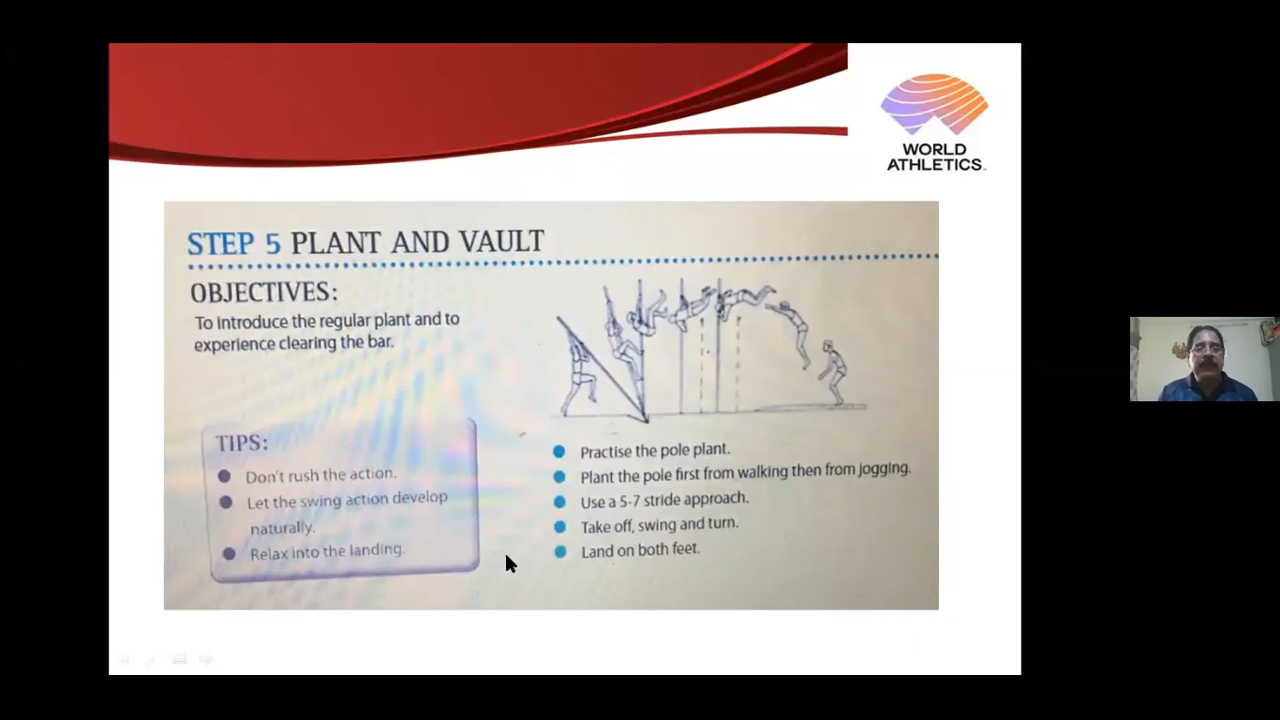 WORLD
ATHLETICS
STEP 5 PLANT AND VAULT
OBJECTIVES:
To introduce the regular plant and to
experience clearing the bar.
TIPS:
Don't rush the action.
Let the swing action develop
naturally.
Relax into the landing.
Practise the pole plant.
Plant the pole first from walking then from jogging.
Use a 5-7 stride approach.
Take off, swing and turn.
Land on both feet.